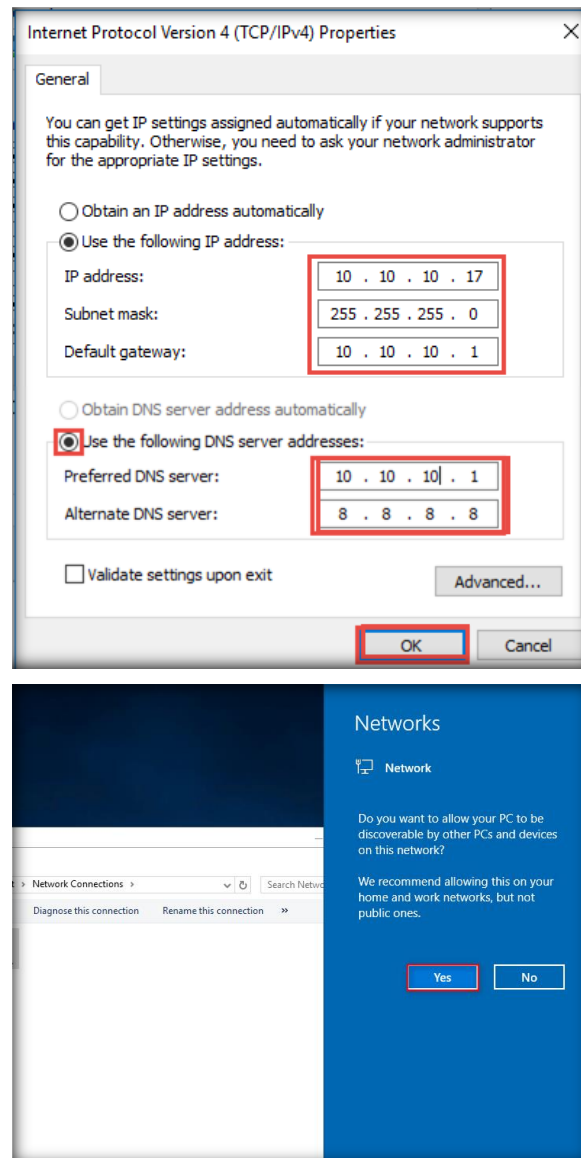 Internet Protocol Version 4 (TCP/IPv4) Properties
General
You can get IP settings assigned automatically if your network supports
this capability. Otherwise, you need to ask your network administrator
for the appropriate IP settings.
Obtain an IP address automatically
Use the following IP address:
IP address: 10 . 10 . 10 . 17
Subnet mask: 255 . 255 . 255 . 0
Default gateway: 10 . 10 . 10 . 1
Obtain DNS server address automatically
Use the following DNS server addresses:
Preferred DNS server: 10 . 10 . 10 . 1
Alternate DNS server: 8 . 8 . 8 . 8
Validate settings upon exit
Advanced...
OK Cancel
Networks
Network
Do you want to allow your PC to be
discoverable by other PCs and devices
on this network?
We recommend allowing this on your
home and work networks, but not
public ones.
Yes No
Network Connections
Search Netwo
Diagnose this connection Rename this connection »